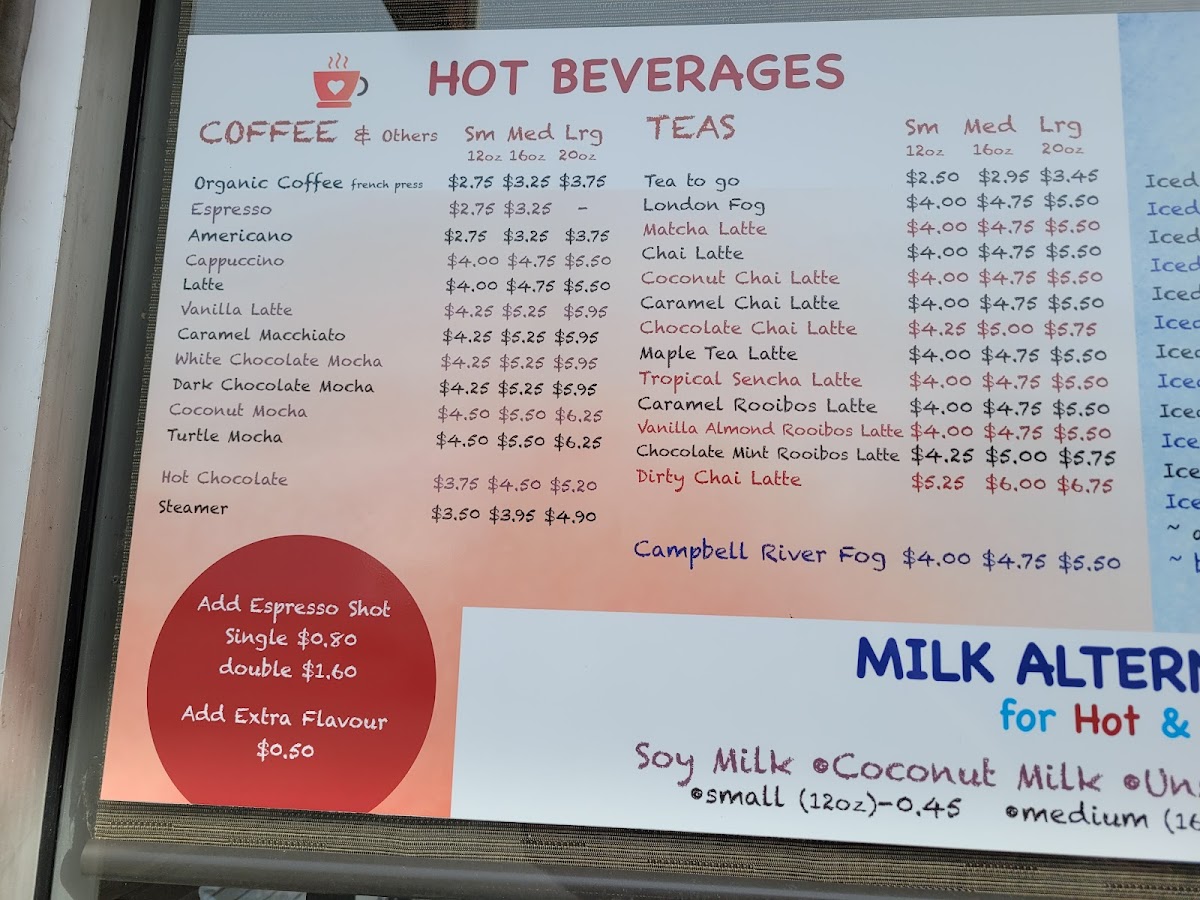 HOT BEVERAGES
COFFEE & Others Sm Med Lrg
12oz 16oz 20oz
Organic Coffee french press $2.75 $3.25 $3.75
Espresso $2.75 $3.25 -
Americano $2.75 $3.25 $3.75
Cappuccino $4.00 $4.75 $5.50
Latte $4.00 $4.75 $5.50
Vanilla Latte $4.25 $5.25 $5.95
Caramel Macchiato $4.25 $5.25 $5.95
White Chocolate Mocha $4.25 $5.25 $5.95
Dark Chocolate Mocha $4.25 $5.25 $5.95
Coconut Mocha $4.50 $5.50 $6.25
Turtle Mocha $4.50 $5.50 $6.25
Hot Chocolate $3.75 $4.50 $5.20
Steamer $3.50 $3.95 $4.90
Add Espresso Shot
Single $0.80
double $1.60
Add Extra Flavour
$0.50
TEAS Sm Med Lrg
12oz 16oz 20oz
Tea to go $2.50 $2.95 $3.45
London Fog $4.00 $4.75 $5.50
Matcha Latte $4.00 $4.75 $5.50
Chai Latte $4.00 $4.75 $5.50
Coconut Chai Latte $4.00 $4.75 $5.50
Caramel Chai Latte $4.00 $4.75 $5.50
Chocolate Chai Latte $4.25 $5.00 $5.75
Maple Tea Latte $4.00 $4.75 $5.50
Tropical Sencha Latte $4.00 $4.75 $5.50
Caramel Rooibos Latte $4.00 $4.75 $5.50
Vanilla Almond Rooibos Latte $4.00 $4.75 $5.50
Chocolate Mint Rooibos Latte $4.25 $5.00 $5.75
Dirty Chai Latte $5.25 $6.00 $6.75
Campbell River Fog $4.00 $4.75 $5.50
MILK ALTERN
for Hot &
Soy Milk •Coconut Milk •Un
•small (12oz)-0.45 •medium (16
Iced
Iced
Iced
Iced
Iced
Iced
Iced
Iced
Iced
Ice
Ice
Ice
~
~